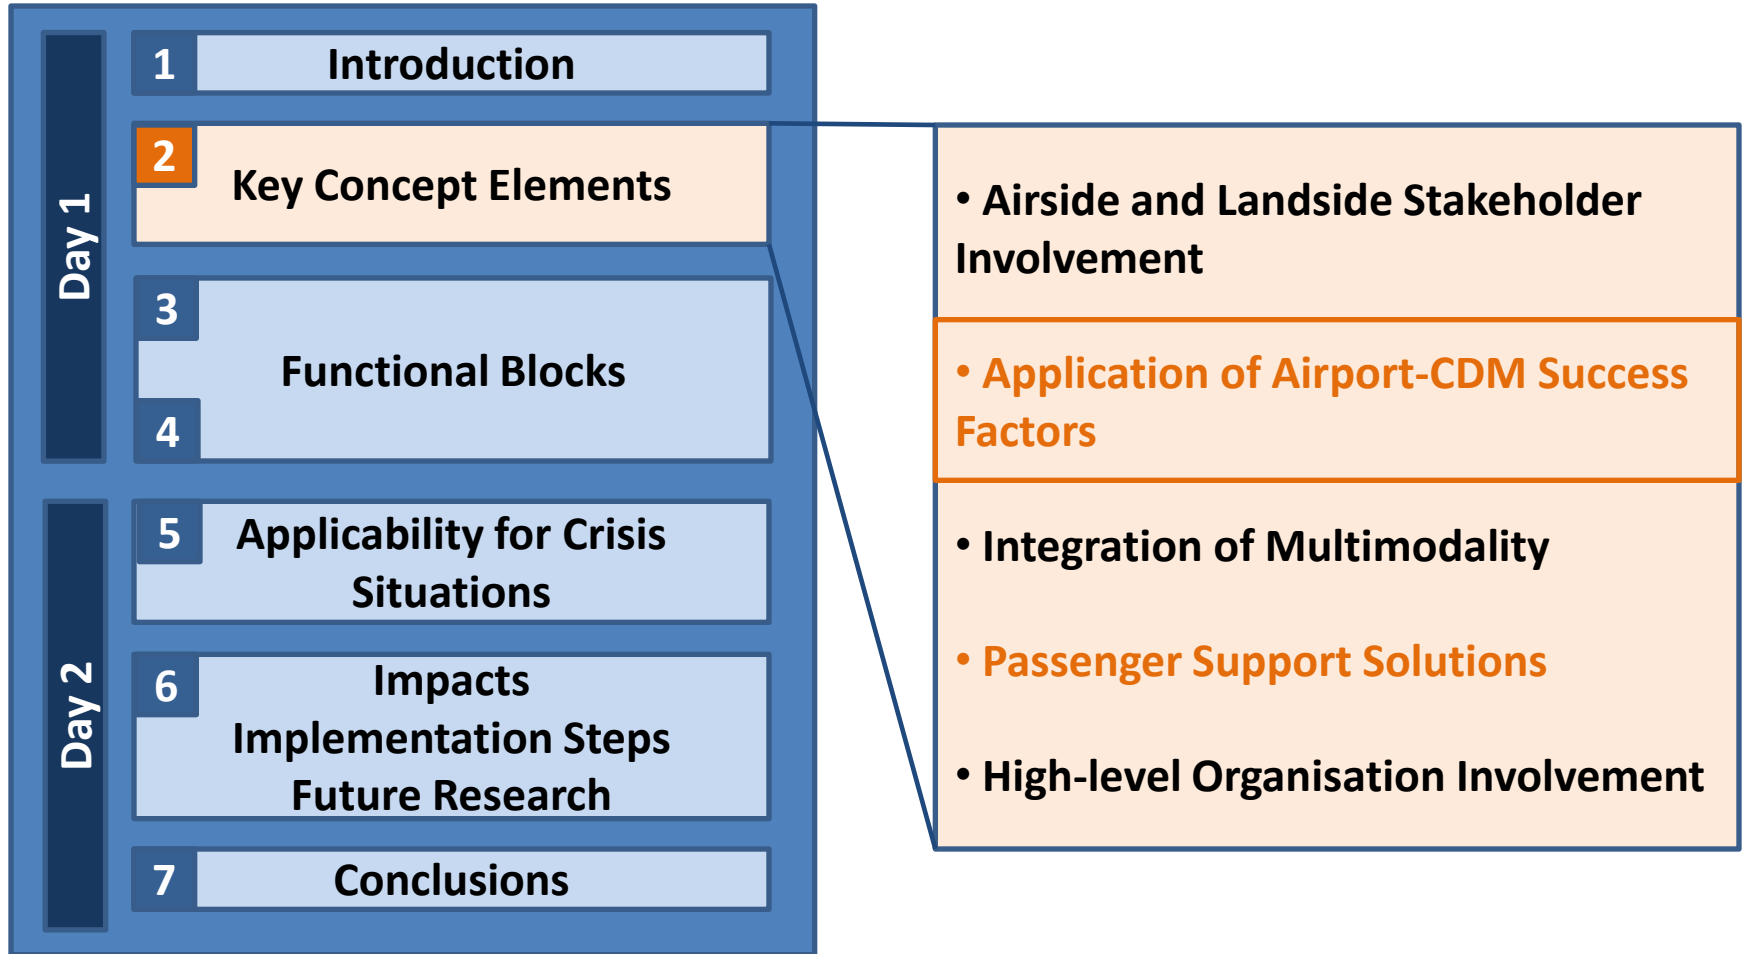 Day 1
1
Introduction
2
Key Concept Elements
3
Functional Blocks
4
Day 2
5
Applicability for Crisis
Situations
6
Impacts
Implementation Steps
Future Research
7
Conclusions
• Airside and Landside Stakeholder
Involvement
• Application of Airport-CDM Success
Factors
• Integration of Multimodality
• Passenger Support Solutions
• High-level Organisation Involvement